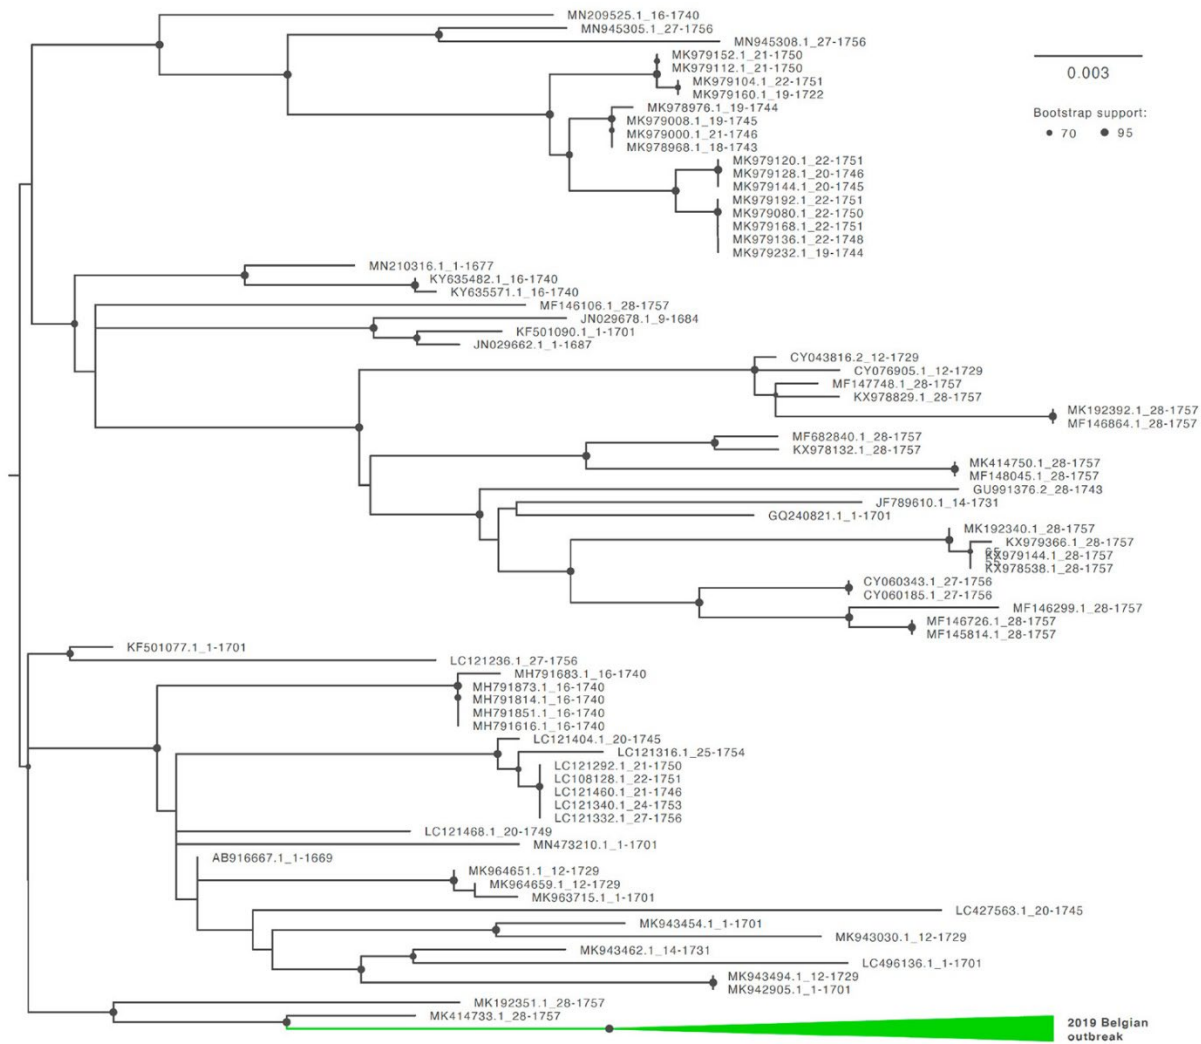 MN209525.1_16-1740
MN945305.1_27-1756
MN945308.1_27-1756
MK979152.1_21-1750
MK979112.1_21-1750
MK979104.1_22-1751
MK979160.1_19-1722
MK978976.1_19-1744
MK979008.1_19-1745
MK979000.1_21-1746
MK978968.1_18-1743
MK979120.1_22-1751
MK979128.1_20-1746
MK979144.1_20-1745
MK979192.1_22-1751
MK979080.1_22-1750
MK979168.1_22-1751
MK979136.1_22-1748
MK979232.1_19-1744
0.003
Bootstrap support:
70 95
MN210316.1_1-1677
KY635482.1_16-1740
KY635571.1_16-1740
MF146106.1_28-1757
JN029678.1_9-1684
KF501090.1_1-1701
JN029662.1_1-1687
CY043816.2_12-1729
CY076905.1_12-1729
MF147748.1_28-1757
KX978829.1_28-1757
MK192392.1_28-1757
MF146864.1_28-1757
MF682840.1_28-1757
KX978132.1_28-1757
MK414750.1_28-1757
MF148045.1_28-1757
GU991376.2_28-1743
JF789610.1_14-1731
GQ240821.1_1-1701
MK192340.1_28-1757
KX979366.1_28-1757
KX979144.1_28-1757
KX978538.1_28-1757
CY060343.1_27-1756
CY060185.1_27-1756
MF146299.1_28-1757
MF146726.1_28-1757
MF145814.1_28-1757
KF501077.1_1-1701
LC121236.1_27-1756
MH791683.1_16-1740
MH791873.1_16-1740
MH791814.1_16-1740
MH791851.1_16-1740
MH791616.1_16-1740
LC121404.1_20-1745
LC121316.1_25-1754
LC121292.1_21-1750
LC108128.1_22-1751
LC121460.1_21-1746
LC121340.1_24-1753
LC121332.1_27-1756
LC121468.1_20-1749
MN473210.1_1-1701
AB916667.1_1-1669
MK964651.1_12-1729
MK964659.1_12-1729
MK963715.1_1-1701
LC427563.1_20-1745
MK943454.1_1-1701
MK943030.1_12-1729
MK943462.1_14-1731
LC496136.1_1-1701
MK943494.1_12-1729
MK942905.1_1-1701
MK192351.1_28-1757
MK414733.1_28-1757
2019 Belgian
outbreak